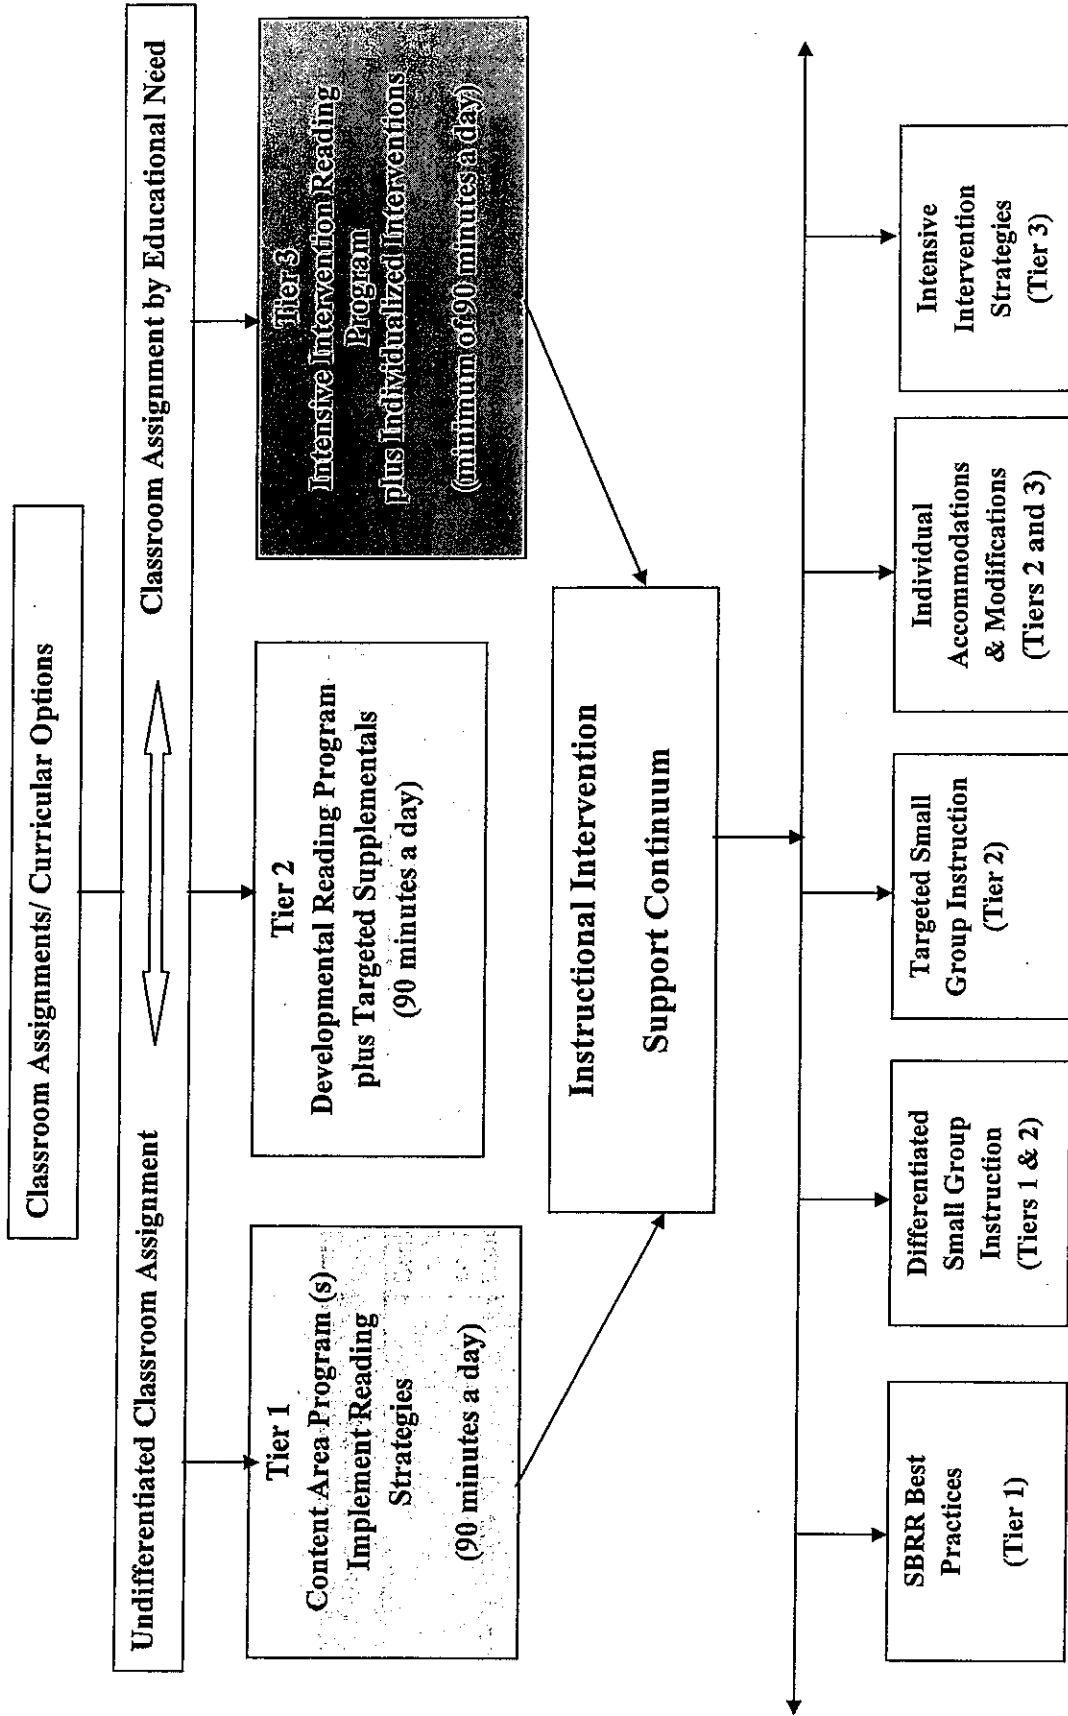 Classroom Assignments/ Curricular Options
Undifferentiated Classroom Assignment
Classroom Assignment by Educational Need
Tier 1
Content Area Program (s)
Implement Reading
Strategies
(90 minutes a day)
Tier 2
Developmental Reading Program
plus Targeted Supplementals
(90 minutes a day)
Tier 3
Intensive Intervention Reading
Program
plus Individualized Interventions
(minimum of 90 minutes a day)
Instructional Intervention
Support Continuum
SBRR Best
Practices
(Tier 1)
Differentiated
Small Group
Instruction
(Tiers 1 & 2)
Targeted Small
Group Instruction
(Tier 2)
Individual
Accommodations
& Modifications
(Tiers 2 and 3)
Intensive
Intervention
Strategies
(Tier 3)